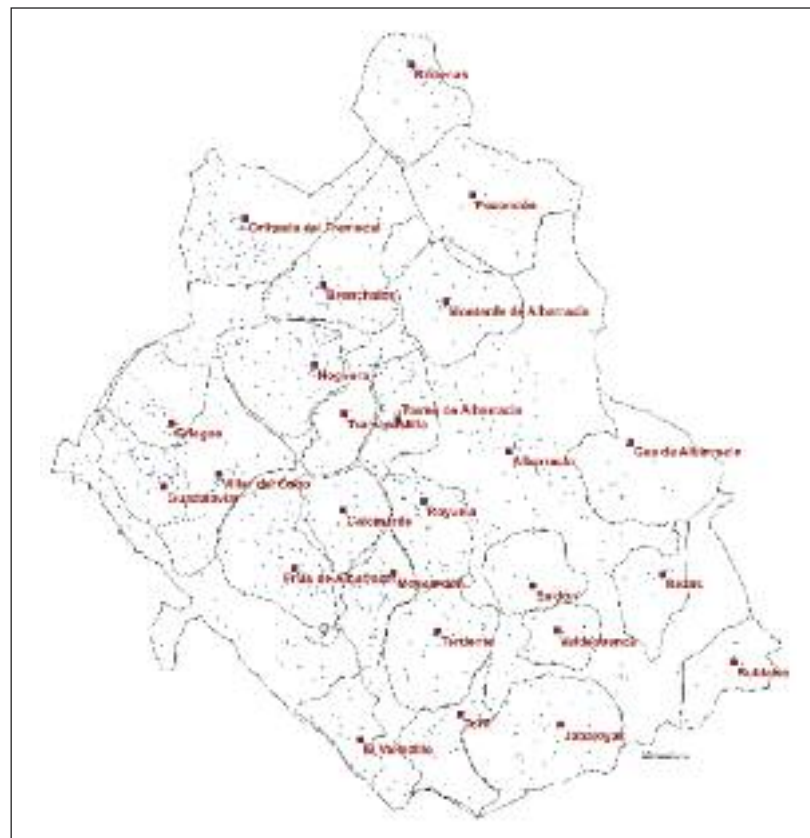 Ródenas
Pozondón
Orihuela del Tremedal
Bronchales
Monterde de Albarracín
Noguera
Torres de Albarracín
Tramacastilla
Griegos
Gea de Albarracín
Albarracín
Villar del Cobo
Guadalaviar
Royuela
Calomarde
Frías de Albarracín
Moscardón
Bezas
Saldón
Terriente
Valdecuenca
Rubiales
Toril
Jabaloyas
El Vallecillo